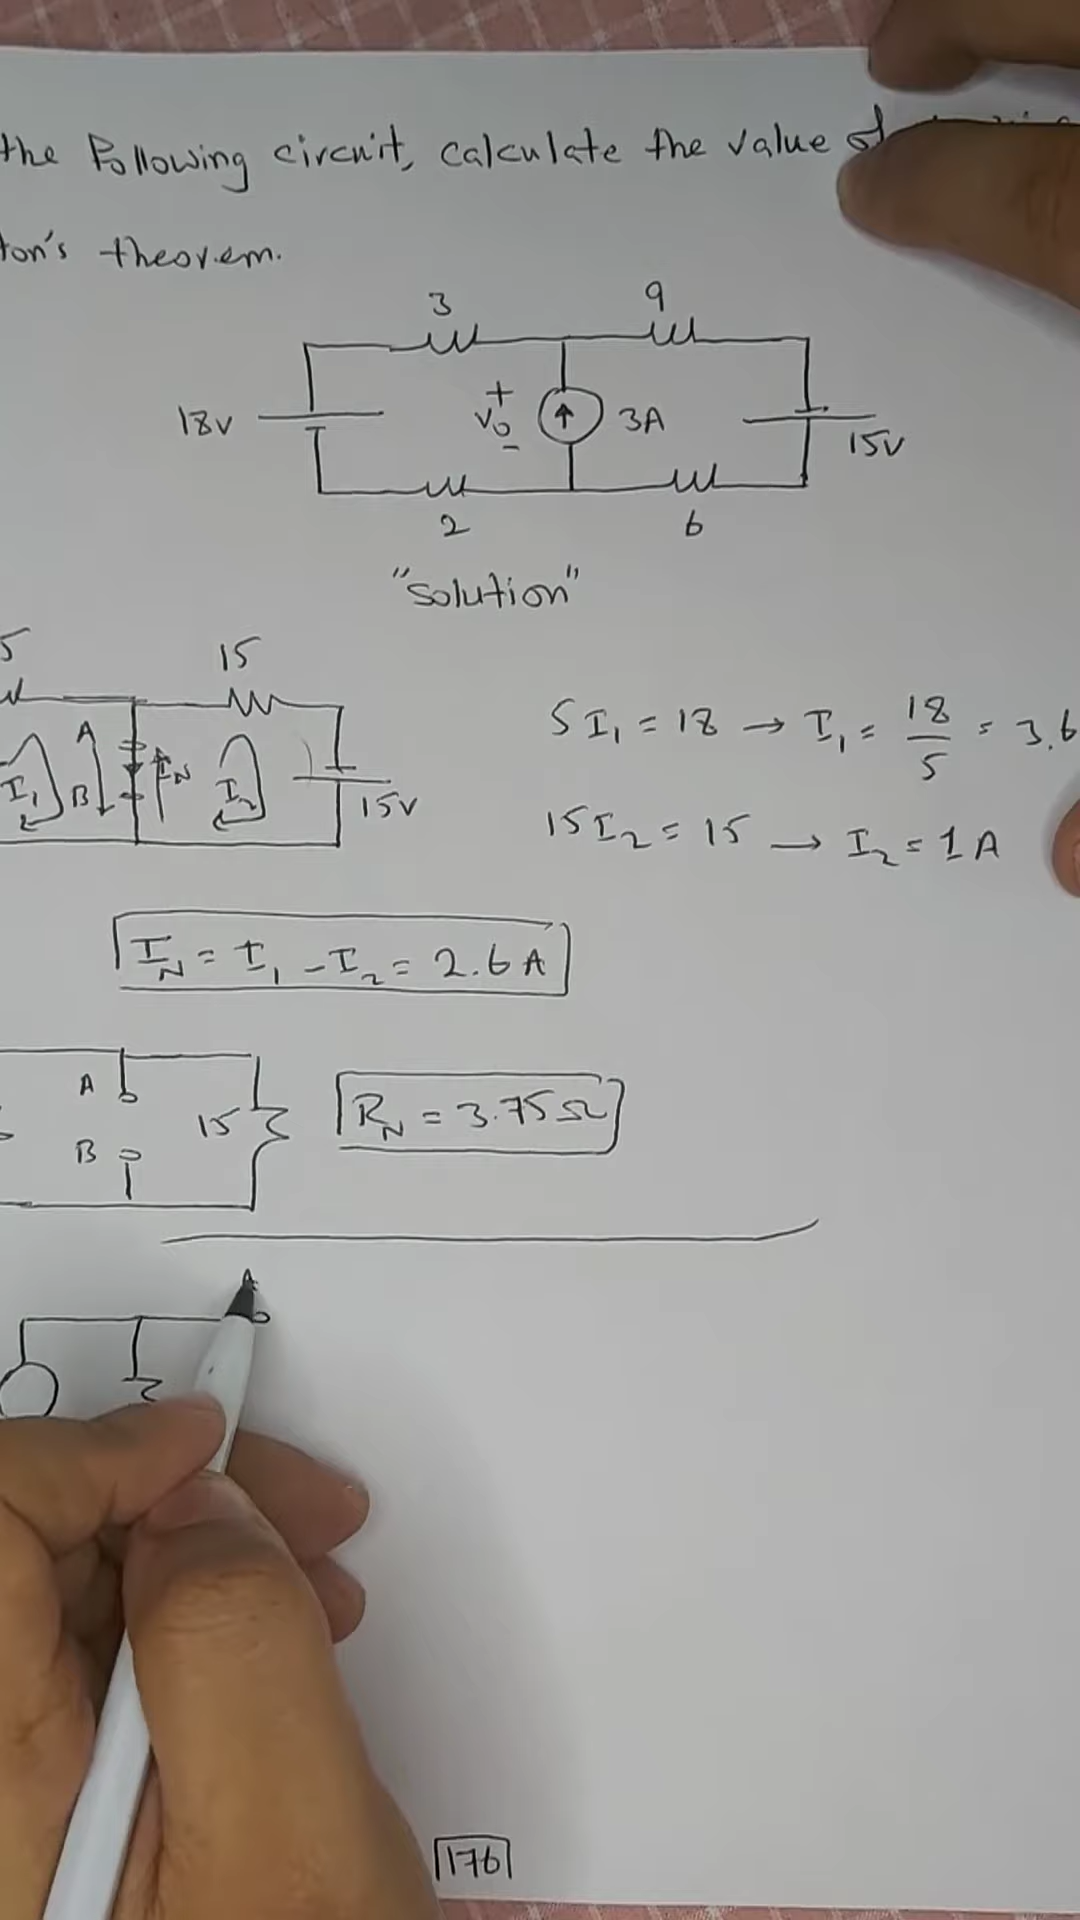 the following circuit, calculate the value of
ton's theorem.
3 9
18v + Vo - 3A 15v
2 6
"solution"
5 15
I1 A B IN I2 15v
5I1 = 18 → I1 = 18/5 = 3.6
15I2 = 15 → I2 = 1A
IN = I1 - I2 = 2.6 A
A B 15
RN = 3.75Ω
A
176